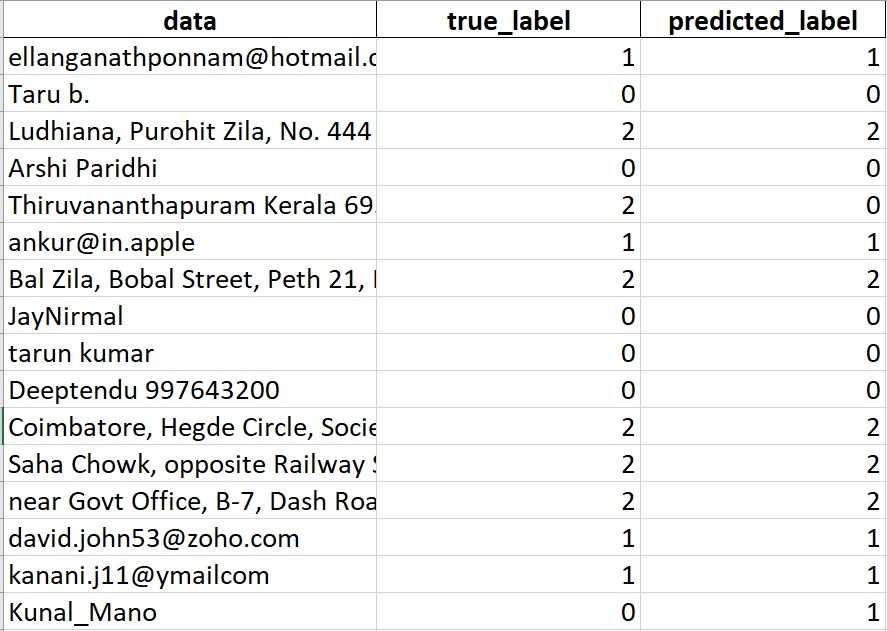 data true_label predicted_label
ellanganathponnam@hotmail.c 1 1
Taru b. 0 0
Ludhiana, Purohit Zila, No. 444 2 2
Arshi Paridhi 0 0
Thiruvananthapuram Kerala 69 2 0
ankur@in.apple 1 1
Bal Zila, Bobal Street, Peth 21, 2 2
JayNirmal 0 0
tarun kumar 0 0
Deeptendu 997643200 0 0
Coimbatore, Hegde Circle, Socie 2 2
Saha Chowk, opposite Railway 2 2
near Govt Office, B-7, Dash Roa 2 2
david.john53@zoho.com 1 1
kanani.j11@ymailcom 1 1
Kunal_Mano 0 1